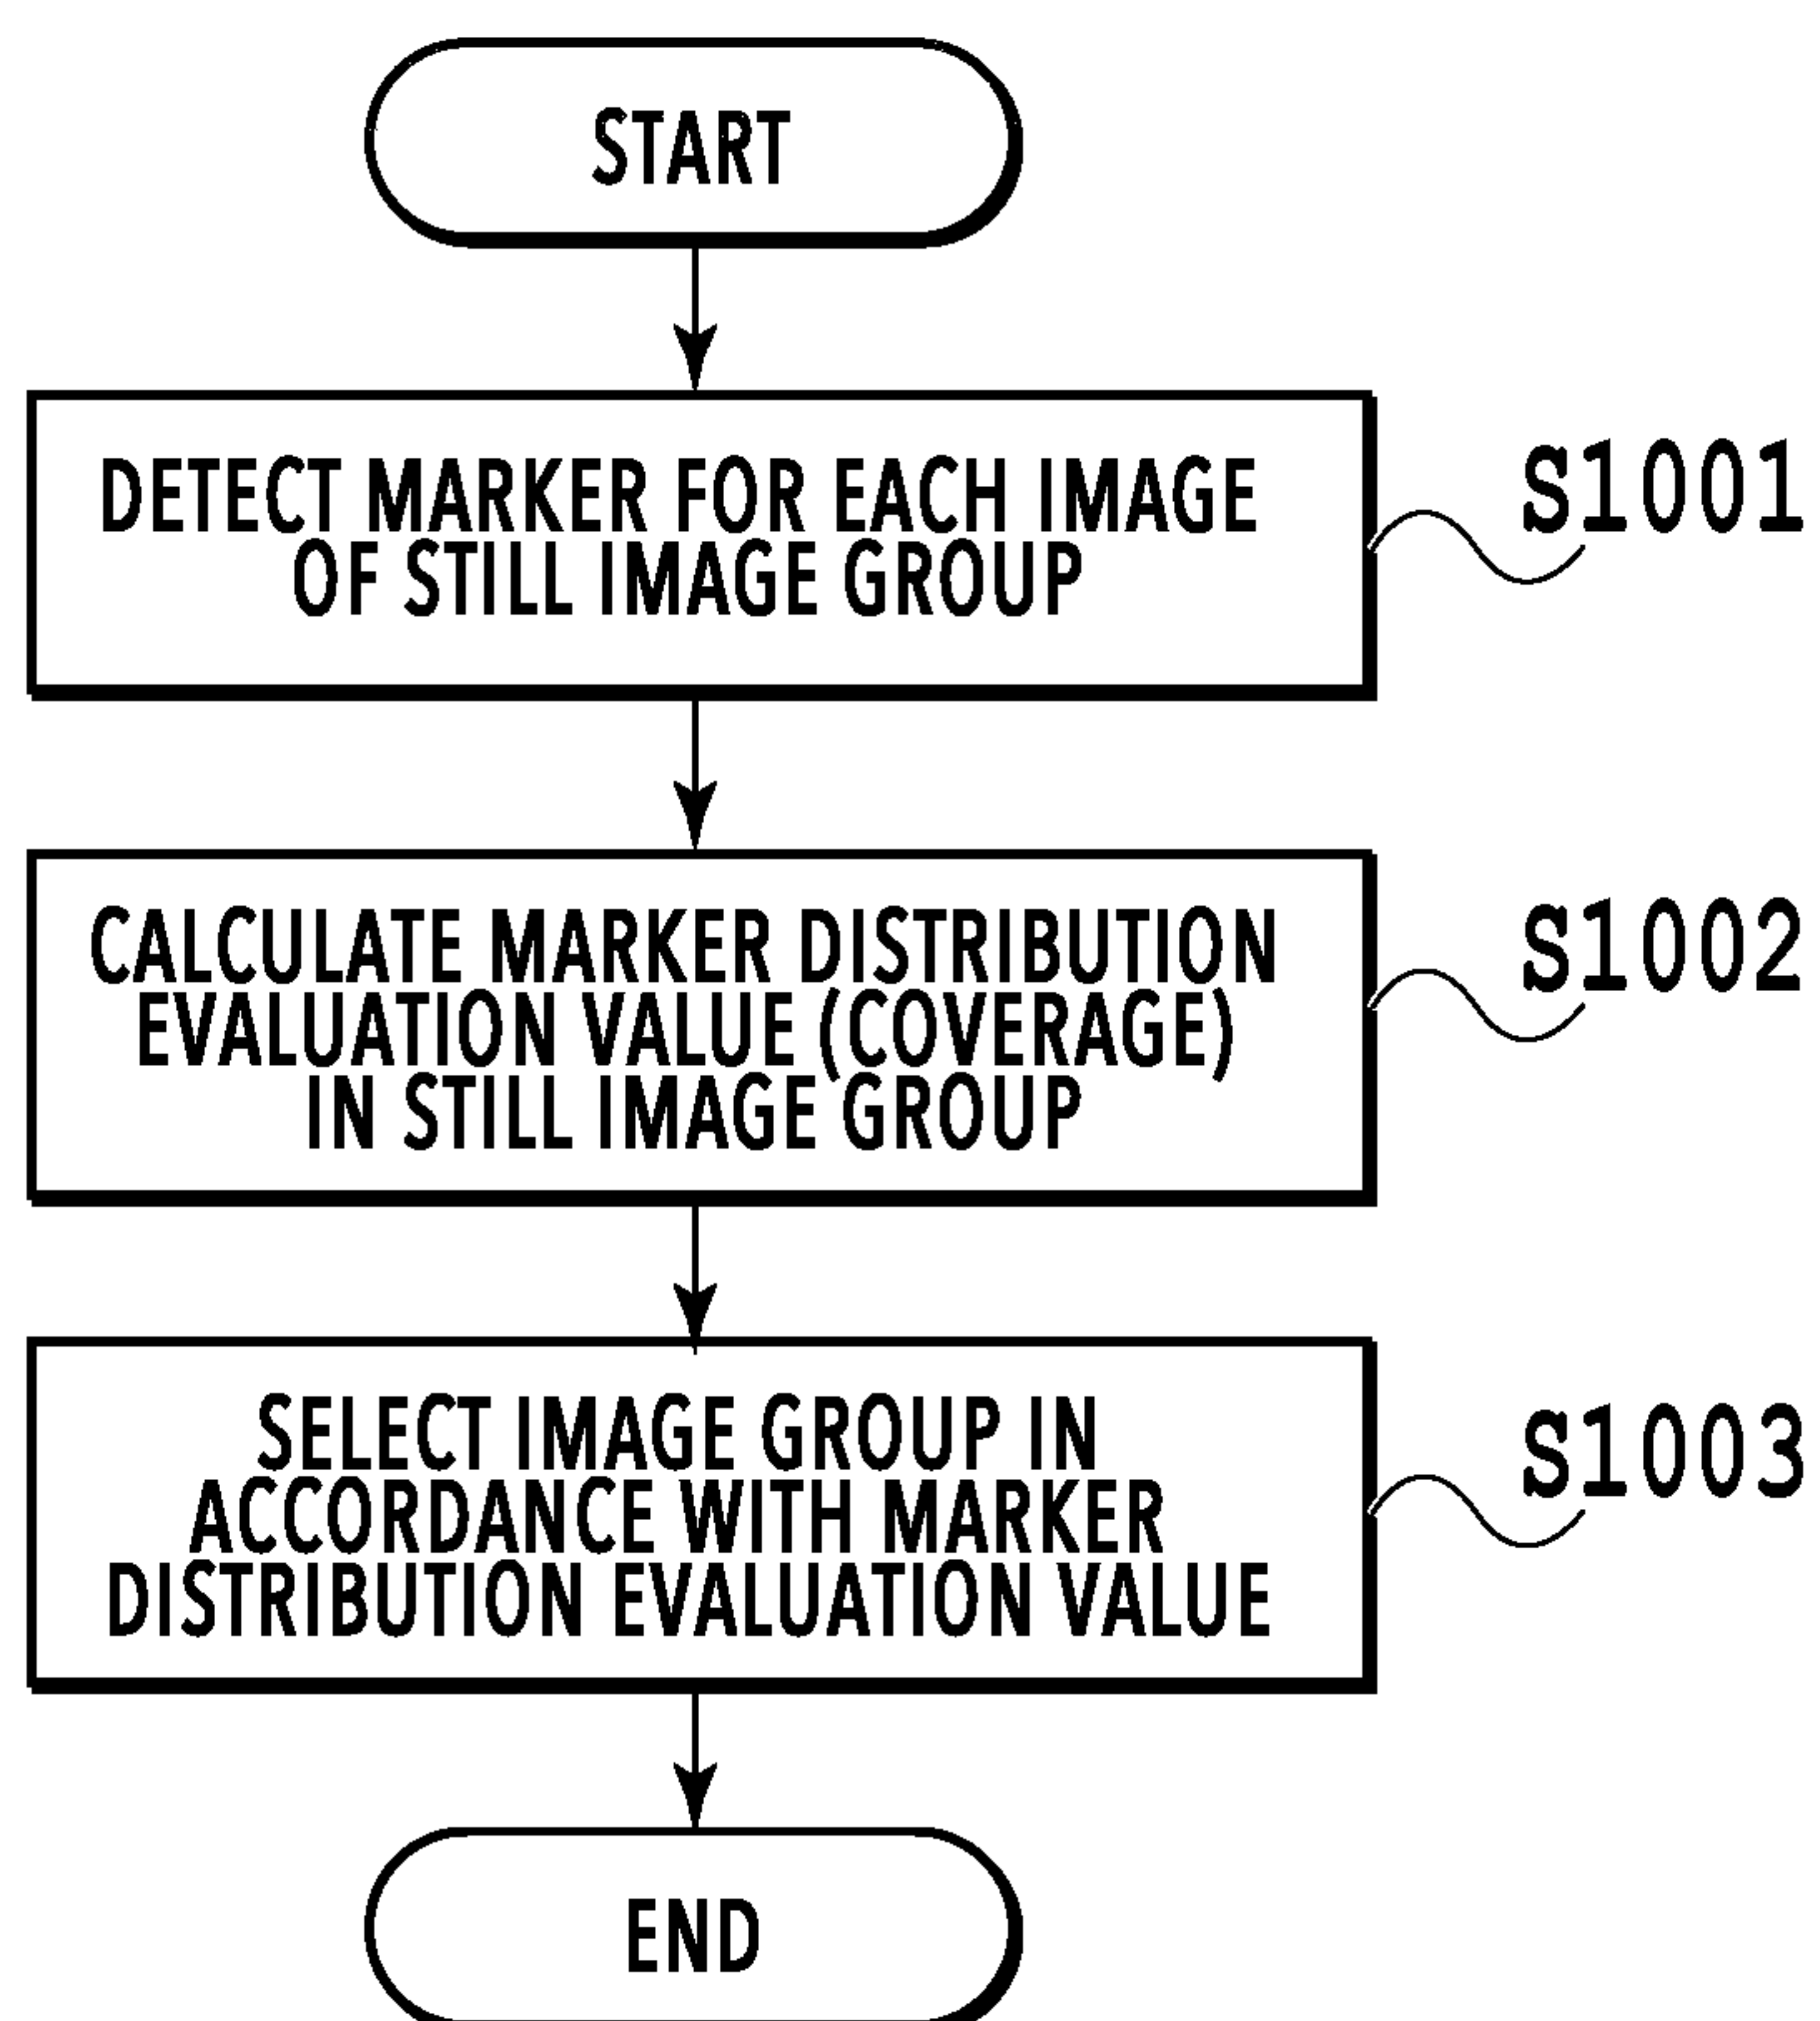 START
DETECT MARKER FOR EACH IMAGE
OF STILL IMAGE GROUP
S1001
CALCULATE MARKER DISTRIBUTION
EVALUATION VALUE (COVERAGE)
IN STILL IMAGE GROUP
S1002
SELECT IMAGE GROUP IN
ACCORDANCE WITH MARKER
DISTRIBUTION EVALUATION VALUE
S1003
END